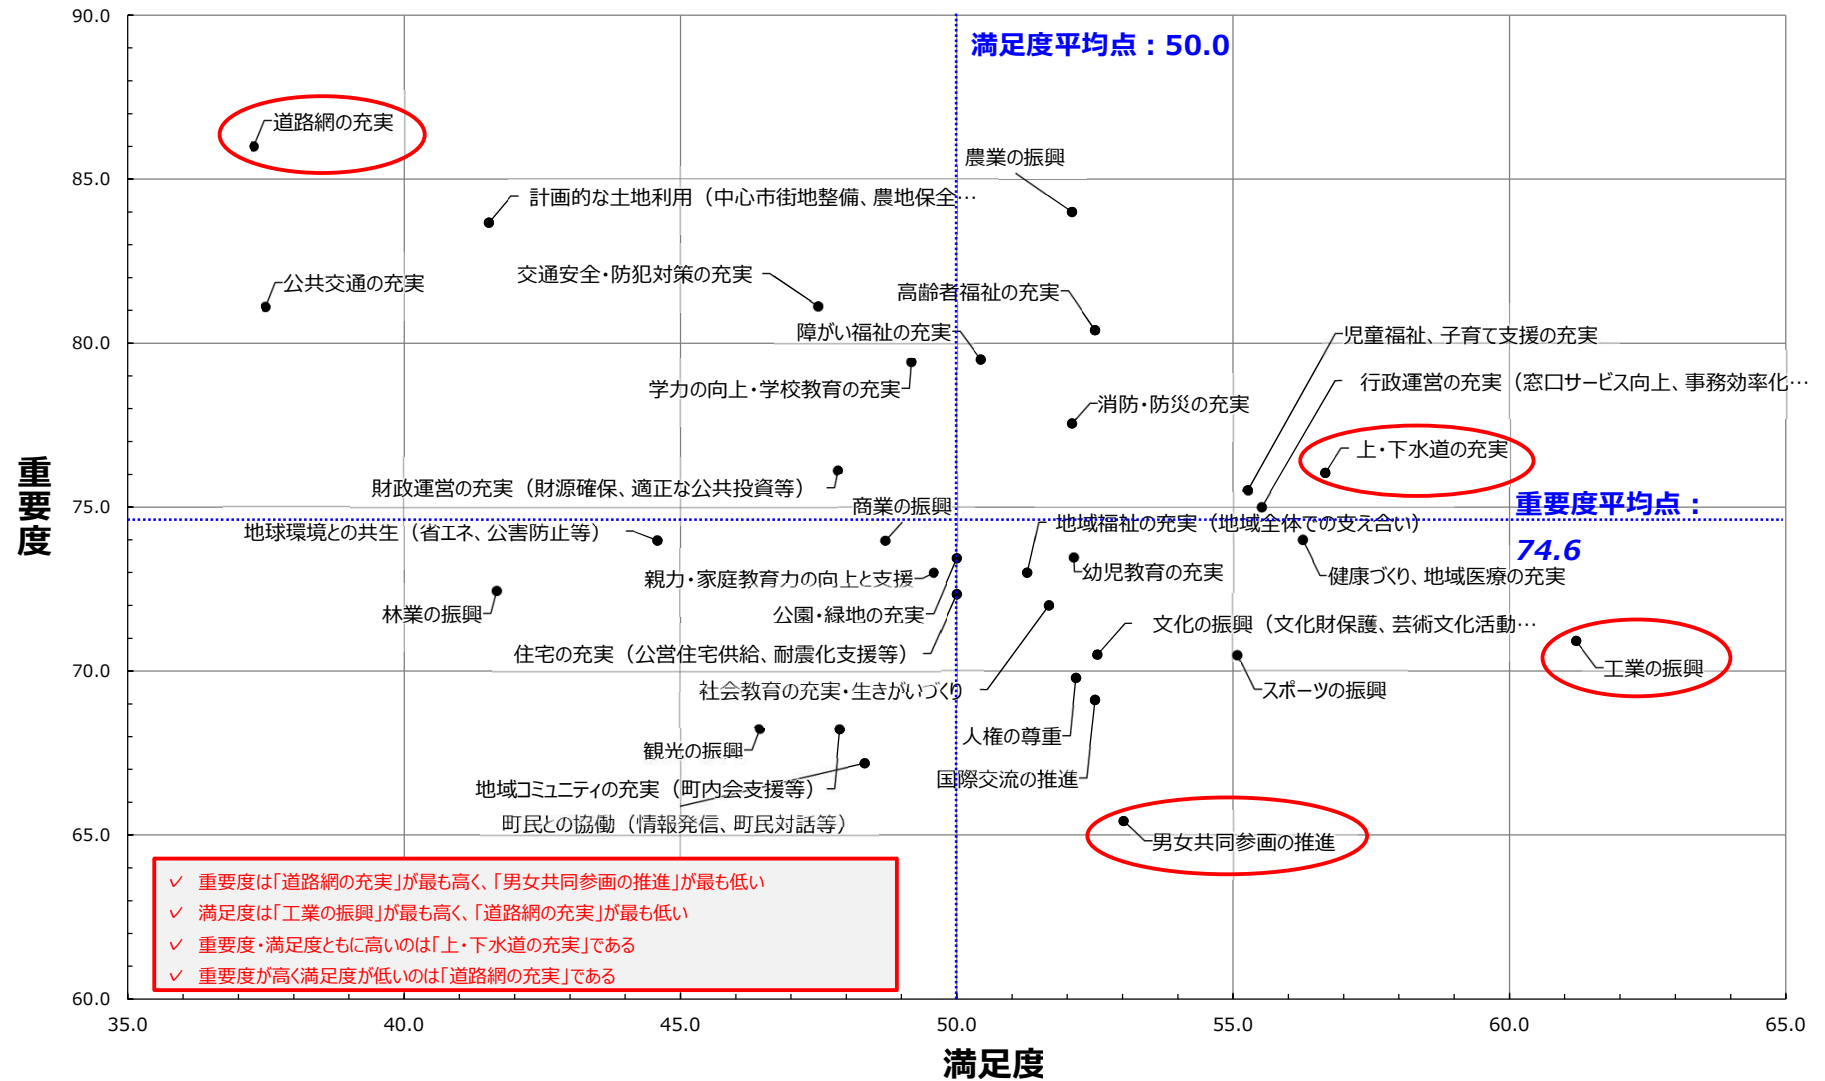 90.0
満足度平均点：50.0
道路網の充実
農業の振興
85.0
計画的な土地利用（中心市街地整備、農地保全…
交通安全・防犯対策の充実
公共交通の充実
高齢者福祉の充実
障がい福祉の充実
児童福祉、子育て支援の充実
80.0
学力の向上・学校教育の充実
行政運営の充実（窓口サービス向上、事務効率化…
消防・防災の充実
上・下水道の充実
重要度
財政運営の充実（財源確保、適正な公共投資等）
商業の振興
75.0
重要度平均点：
74.6
地球環境との共生（省エネ、公害防止等）
地域福祉の充実（地域全体での支え合い）
親力・家庭教育力の向上と支援
幼児教育の充実
健康づくり、地域医療の充実
林業の振興
公園・緑地の充実
文化の振興（文化財保護、芸術文化活動…
住宅の充実（公営住宅供給、耐震化支援等）
70.0
工業の振興
社会教育の充実・生きがいづくり
スポーツの振興
人権の尊重
観光の振興
国際交流の推進
地域コミュニティの充実（町内会支援等）
町民との協働（情報発信、町民対話等）
65.0
男女共同参画の推進
✓ 重要度は「道路網の充実」が最も高く、「男女共同参画の推進」が最も低い
✓ 満足度は「工業の振興」が最も高く、「道路網の充実」が最も低い
✓ 重要度・満足度ともに高いのは「上・下水道の充実」である
✓ 重要度が高く満足度が低いのは「道路網の充実」である
60.0
35.0 40.0 45.0 50.0 55.0 60.0 65.0
満足度